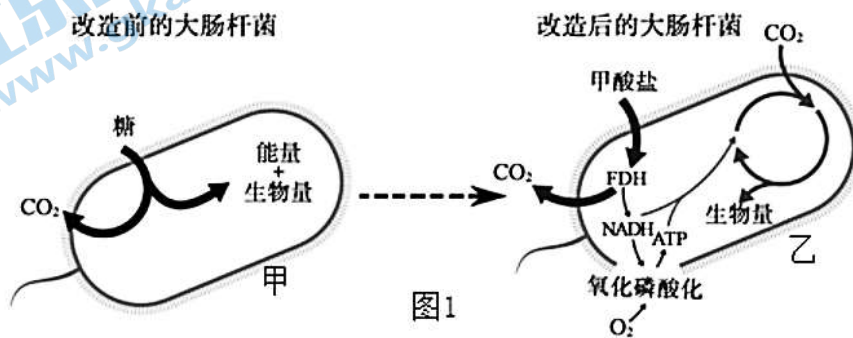 改造前的大肠杆菌
糖
CO₂
能量
+
生物量
甲
图1
改造后的大肠杆菌
CO₂
甲酸盐
CO₂
FDH
NADH
ATP
生物量
乙
氧化磷酸化
O₂